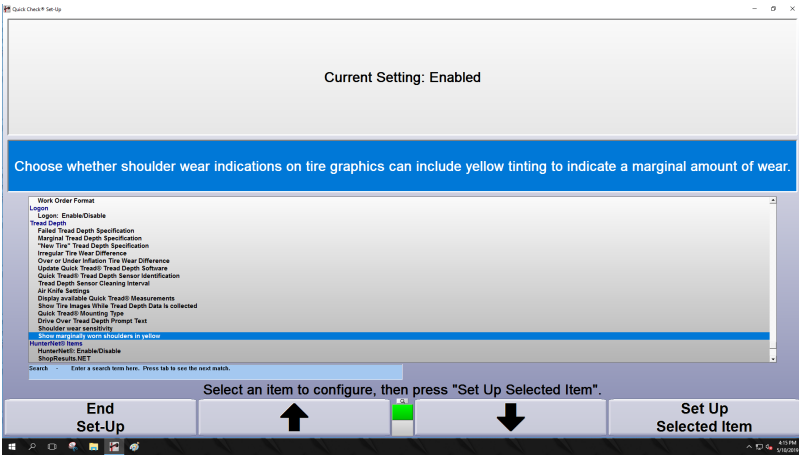 Quick Check® Set-Up
Current Setting: Enabled
Choose whether shoulder wear indications on tire graphics can include yellow tinting to indicate a marginal amount of wear.
Work Order Format
Logon
Logon: Enable/Disable
Tread Depth
Failed Tread Depth Specification
Marginal Tread Depth Specification
"New Tire" Tread Depth Specification
Irregular Tire Wear Difference
Over or Under Inflation Tire Wear Difference
Update Quick Tread® Tread Depth Software
Quick Tread® Tread Depth Sensor Identification
Tread Depth Sensor Cleaning Interval
Air Knife Settings
Display available Quick Tread® Measurements
Show Tire Images While Tread Depth Data Is collected
Quick Tread® Mounting Type
Drive Over Tread Depth Prompt Text
Shoulder wear sensitivity
Show marginally worn shoulders in yellow
HunterNet® Items
HunterNet®: Enable/Disable
ShopResults.NET
Search - Enter a search term here. Press tab to see the next match.
Select an item to configure, then press "Set Up Selected Item".
End
Set-Up
Set Up
Selected Item
4:15 PM
5/10/2019